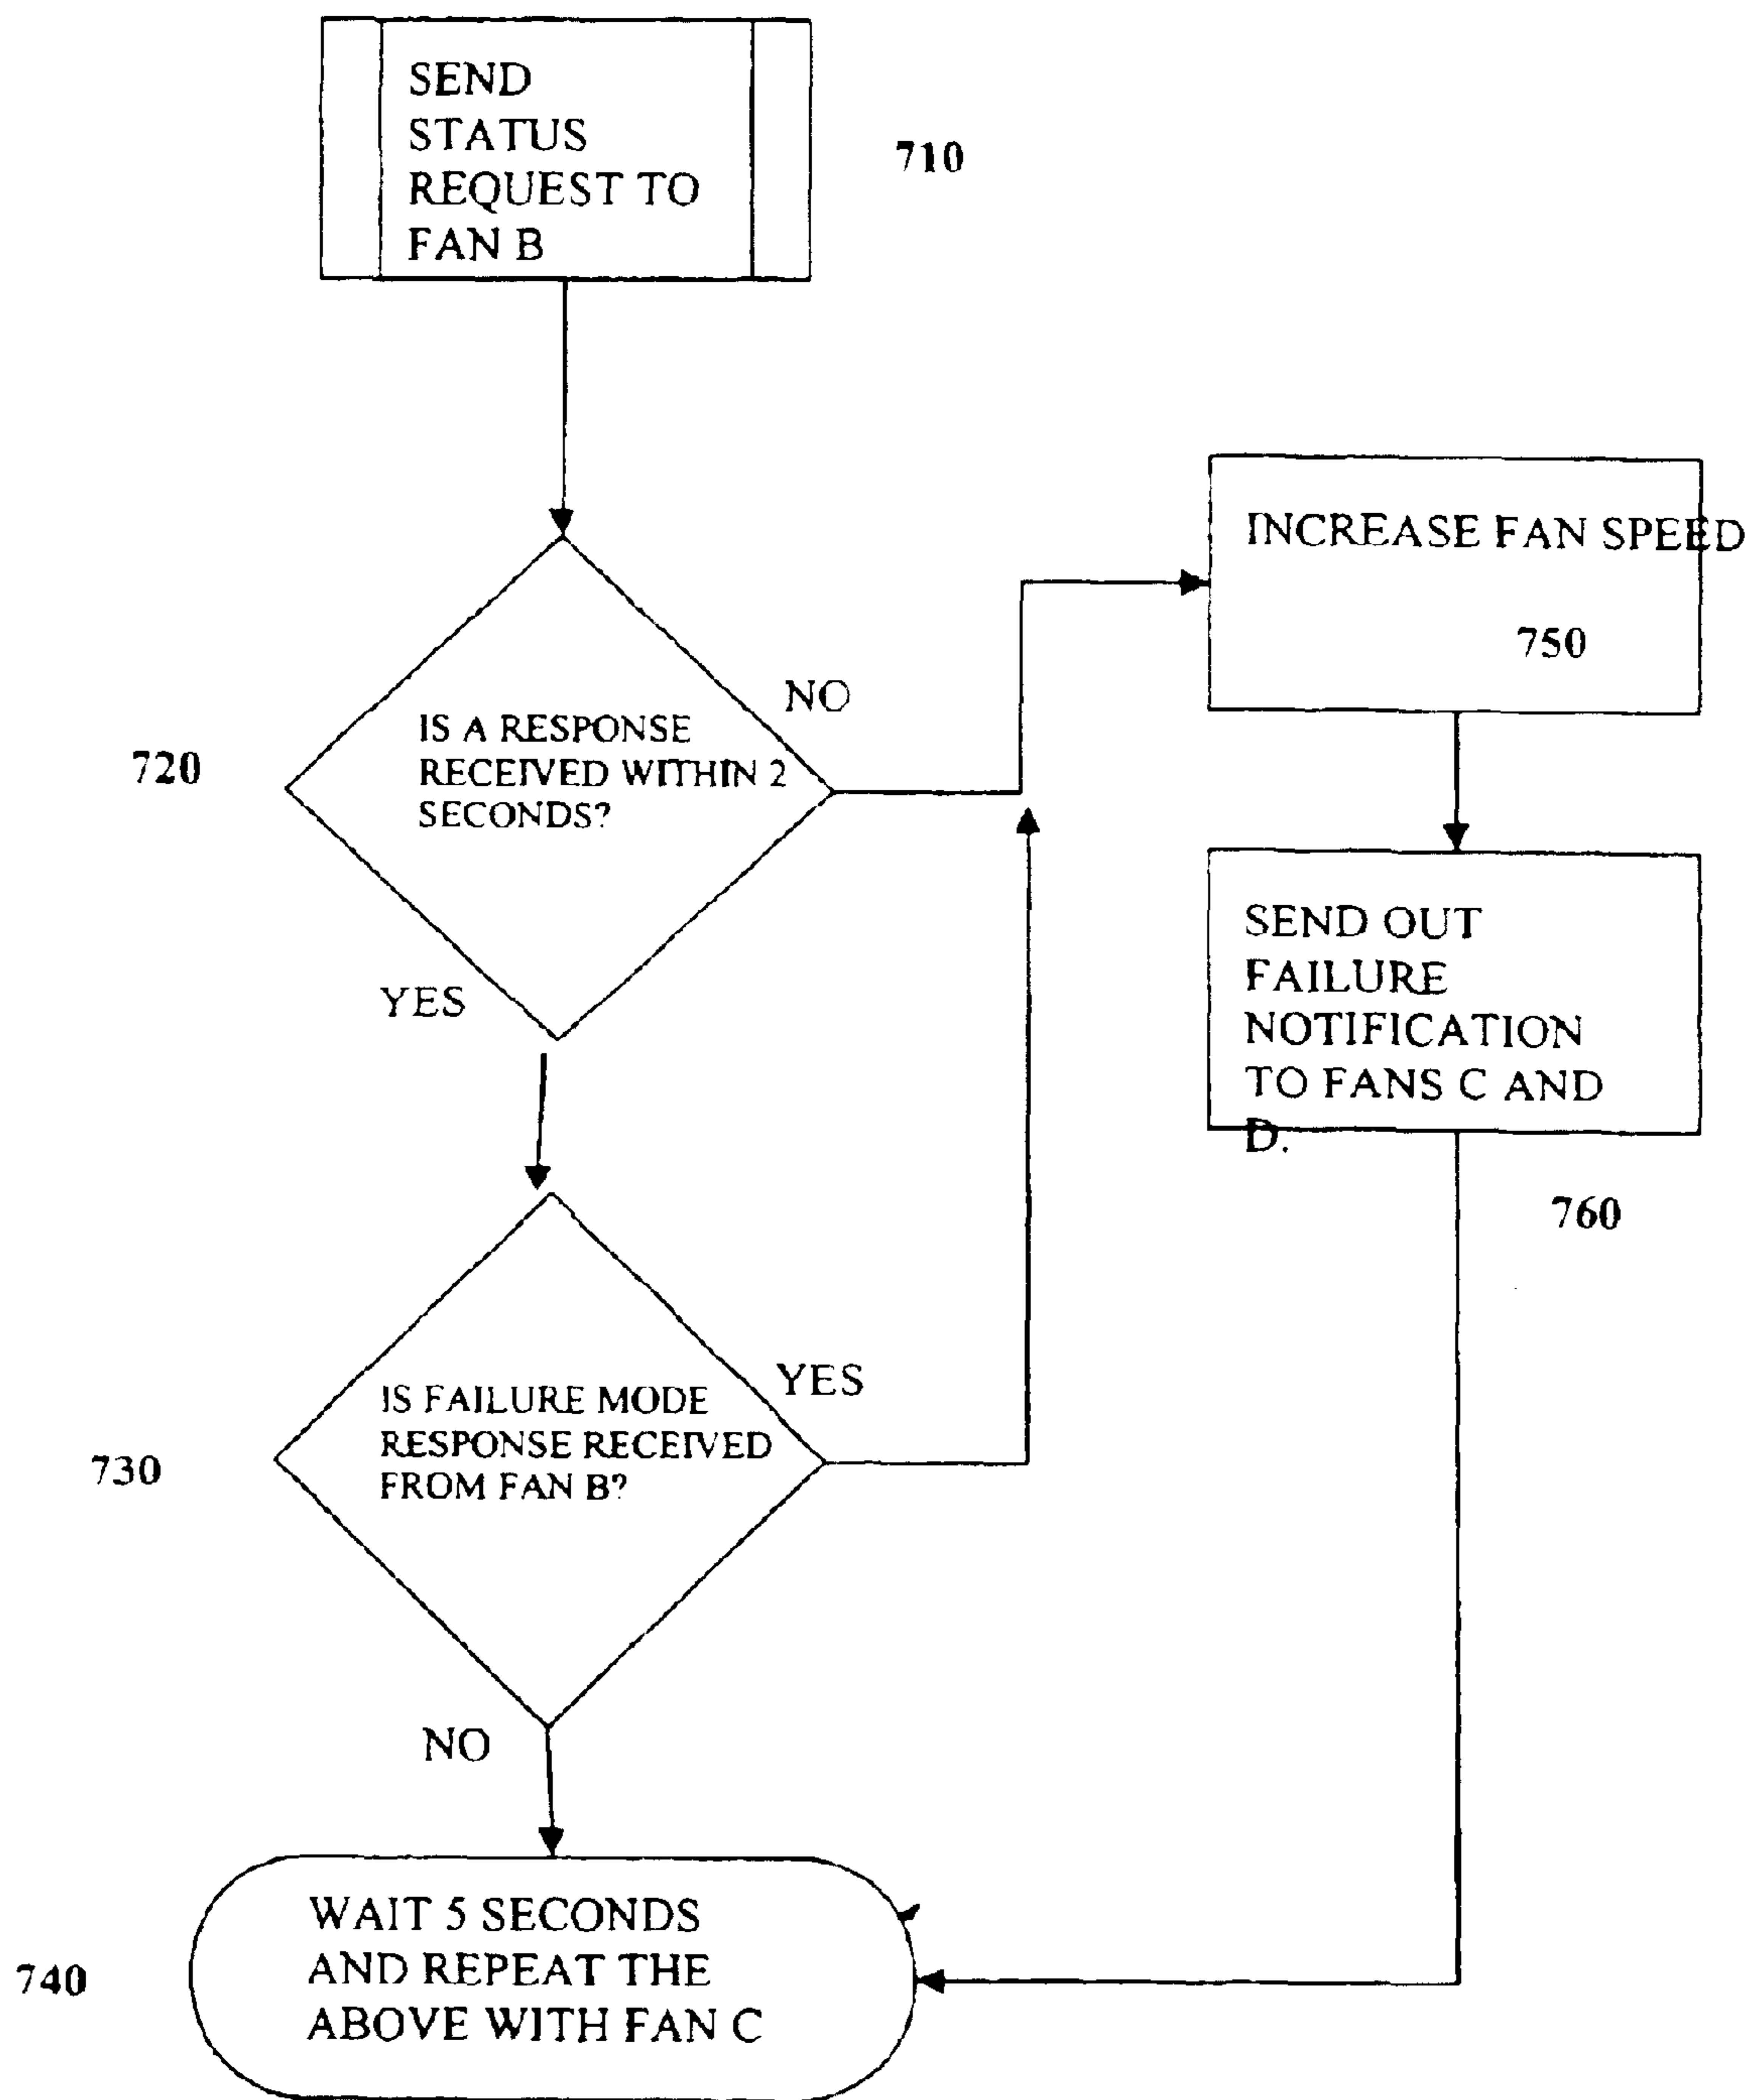 SEND
STATUS
REQUEST TO
FAN B
710
INCREASE FAN SPEED
750
NO
IS A RESPONSE
RECEIVED WITHIN 2
SECONDS?
720
YES
SEND OUT
FAILURE
NOTIFICATION
TO FANS C AND
D.
760
YES
IS FAILURE MODE
RESPONSE RECEIVED
FROM FAN B?
730
NO
WAIT 5 SECONDS
AND REPEAT THE
ABOVE WITH FAN C
740